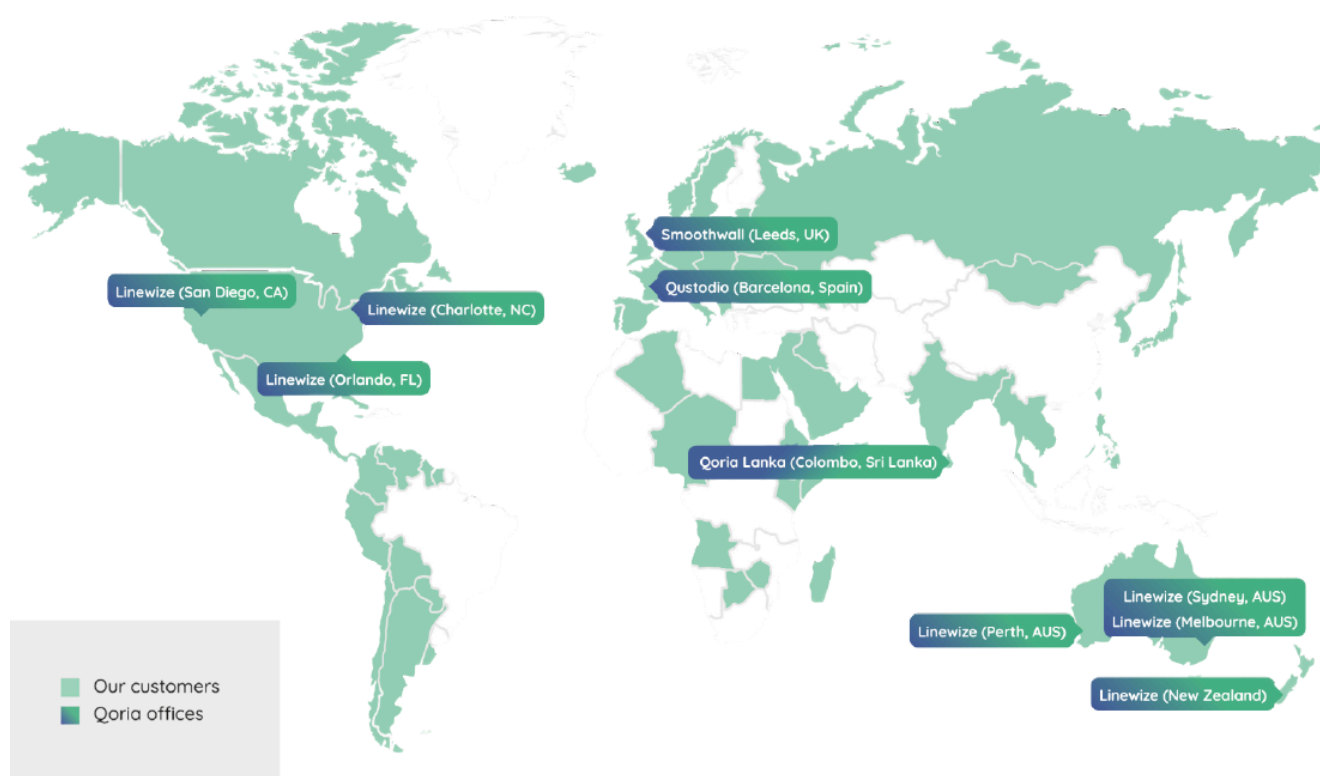 Smoothwall (Leeds, UK)
Linewize (San Diego, CA)
Qustodio (Barcelona, Spain)
Linewize (Charlotte, NC)
Linewize (Orlando, FL)
Qoria Lanka (Colombo, Sri Lanka)
Linewize (Sydney, AUS)
Linewize (Melbourne, AUS)
Linewize (Perth, AUS)
Linewize (New Zealand)
Our customers
Qoria offices